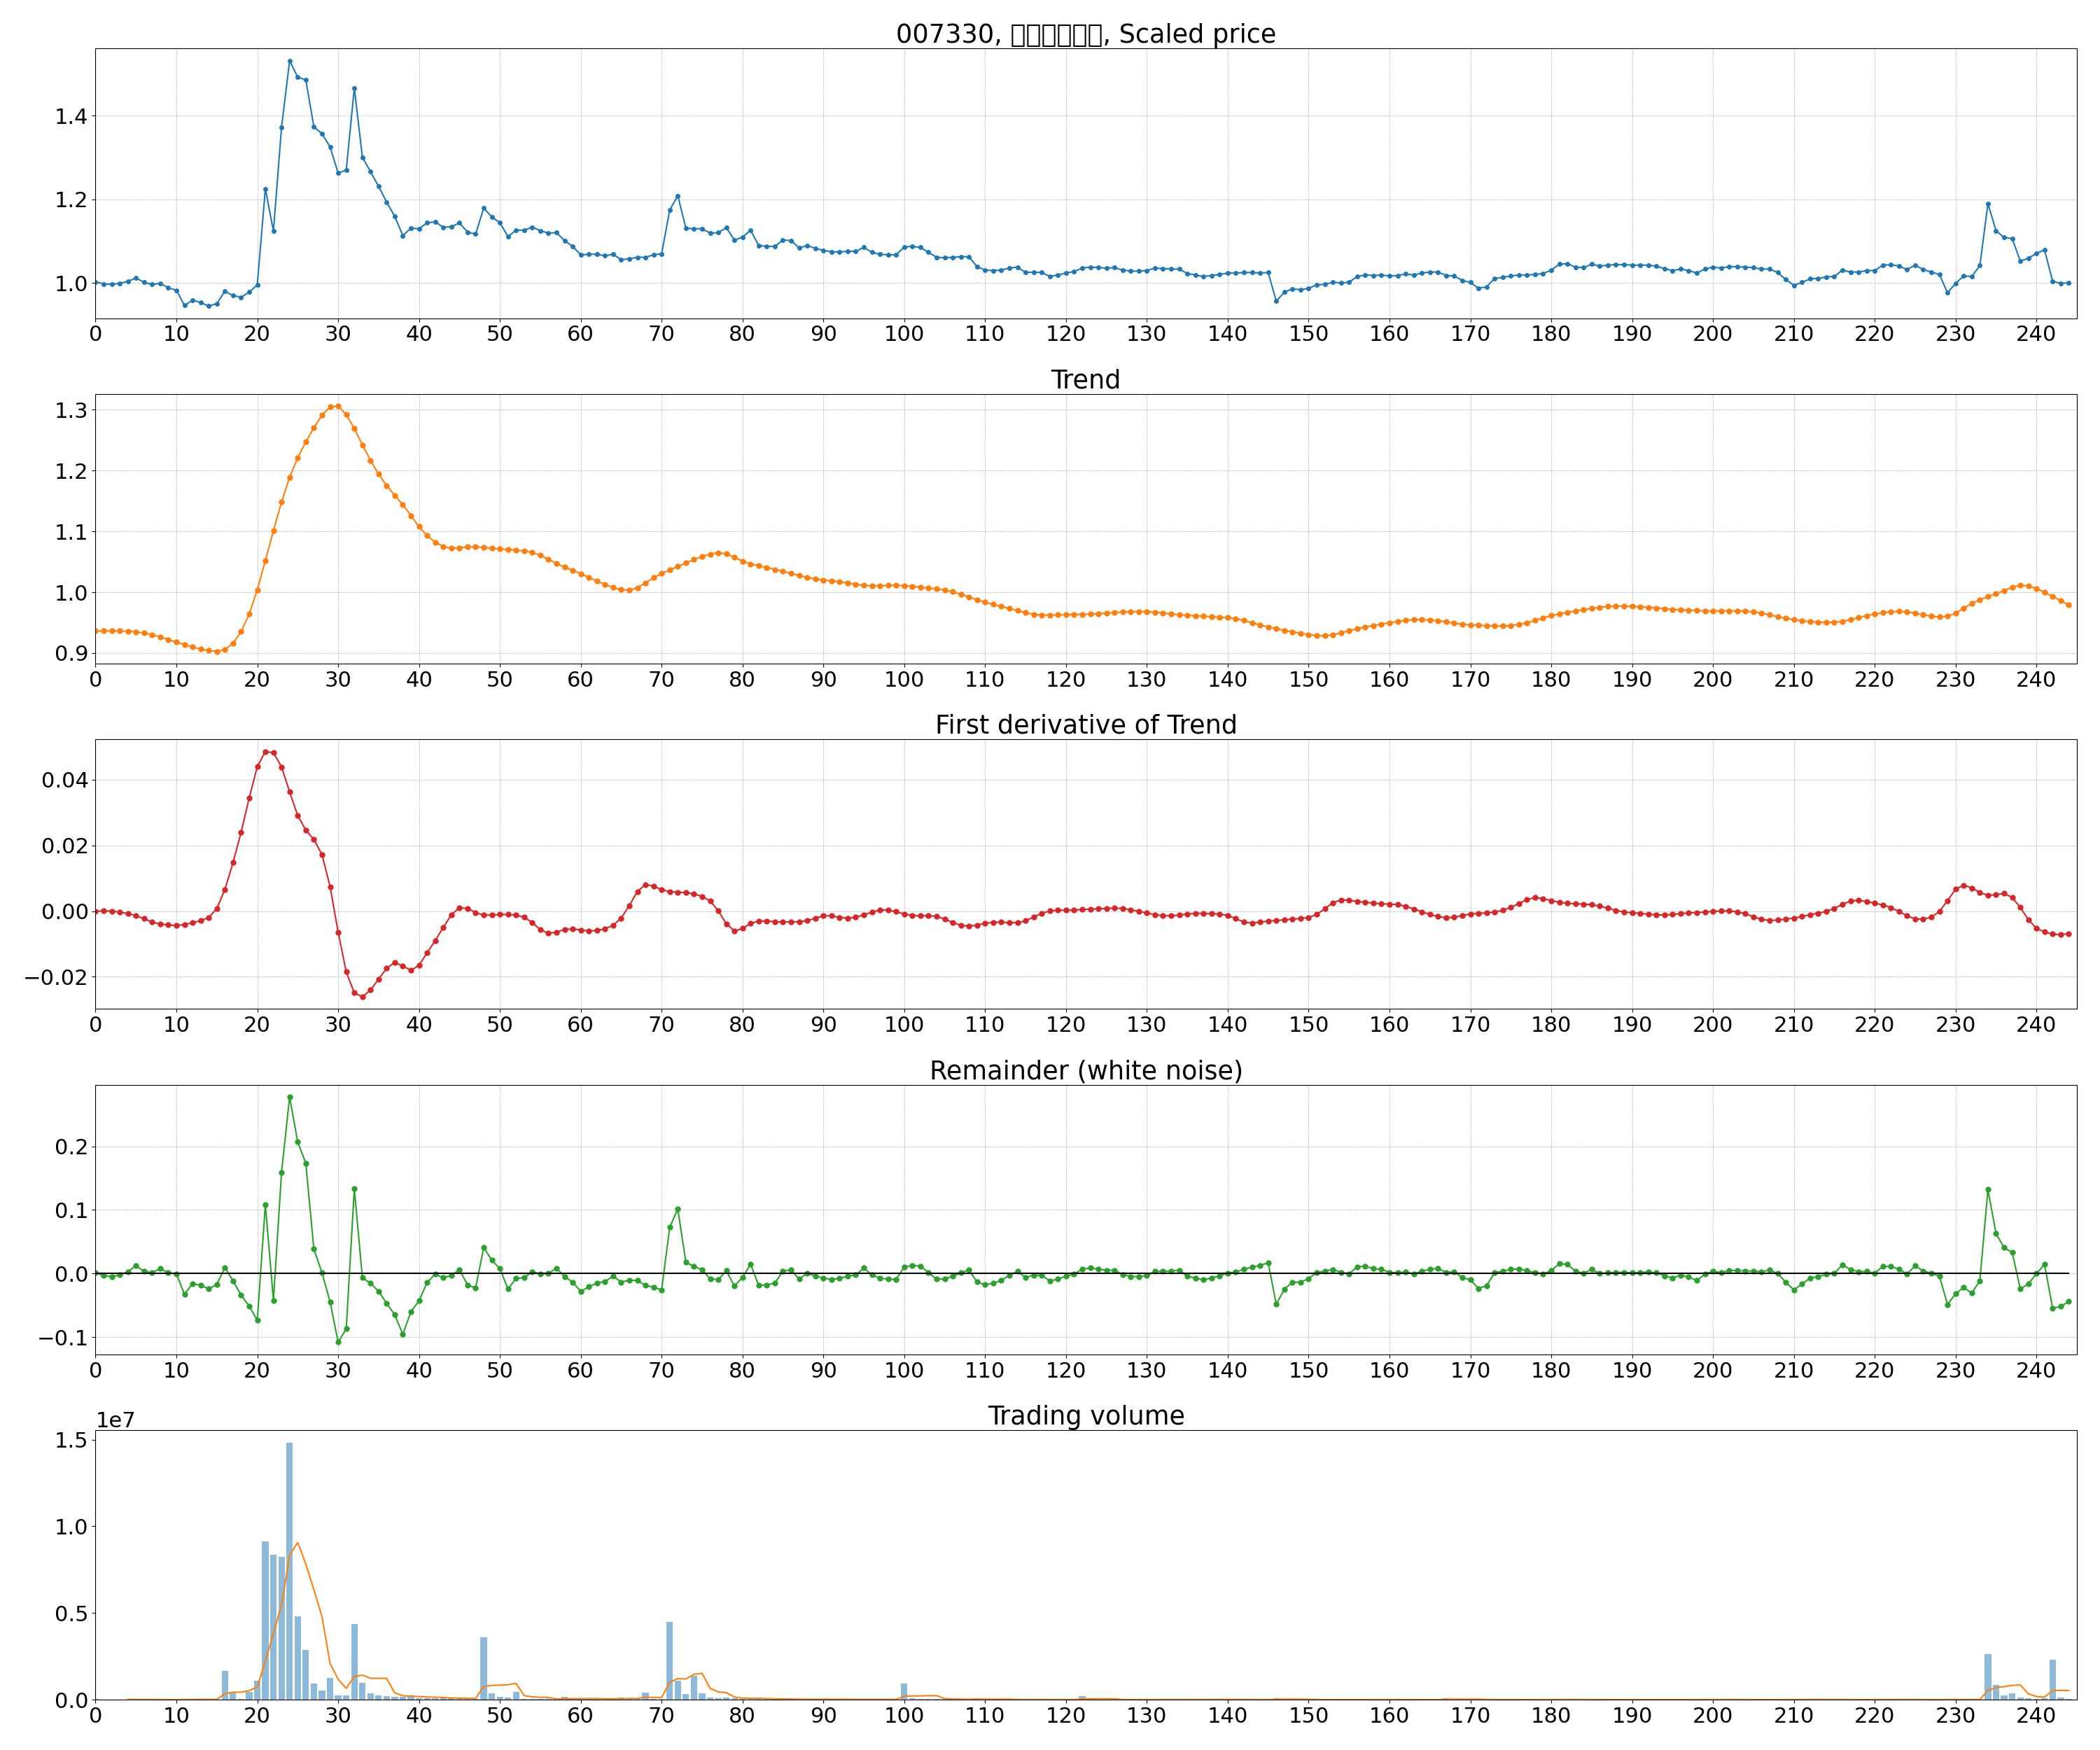 007330, □□□□□□, Scaled price
1.4
1.2
1.0
0 10 20 30 40 50 60 70 80 90 100 110 120 130 140 150 160 170 180 190 200 210 220 230 240
Trend
1.3
1.2
1.1
1.0
0.9
0 10 20 30 40 50 60 70 80 90 100 110 120 130 140 150 160 170 180 190 200 210 220 230 240
First derivative of Trend
0.04
0.02
0.00
−0.02
0 10 20 30 40 50 60 70 80 90 100 110 120 130 140 150 160 170 180 190 200 210 220 230 240
Remainder (white noise)
0.2
0.1
0.0
−0.1
0 10 20 30 40 50 60 70 80 90 100 110 120 130 140 150 160 170 180 190 200 210 220 230 240
Trading volume
1e7
1.5
1.0
0.5
0.0
0 10 20 30 40 50 60 70 80 90 100 110 120 130 140 150 160 170 180 190 200 210 220 230 240